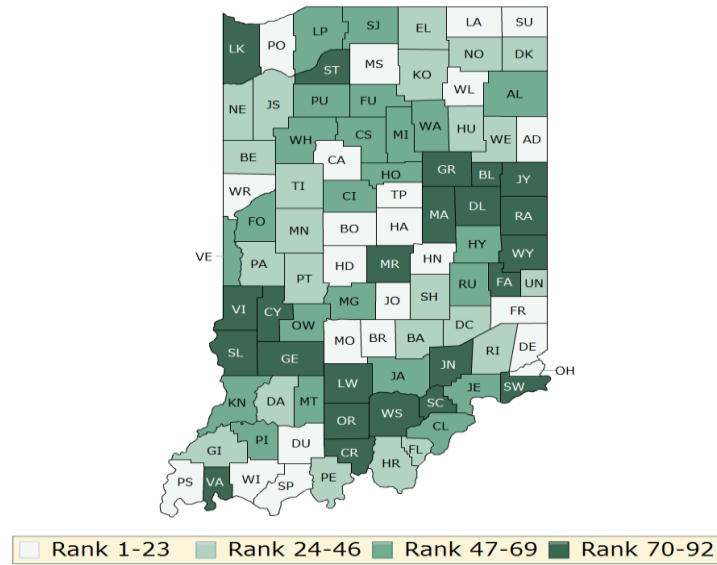 LP SJ EL LA SU
LK PO ST MS NO DK
KO WL
NE JS PU FU AL
WH CS MI WA HU WE AD
BE CA HO GR BL JY
WR TI CI TP
FO MN BO HA MA DL RA
VE PA PT HD MR HN HY WY
FA UN
VI CY MG JO SH RU FR
OW DC
SL GE MO BR BA RI DE
JN OH
LW JA JE SW
KN DA MT OR WS SC
CL
GI PI DU CR FL
PS VA WI SP PE HR
Rank 1-23 Rank 24-46 Rank 47-69 Rank 70-92